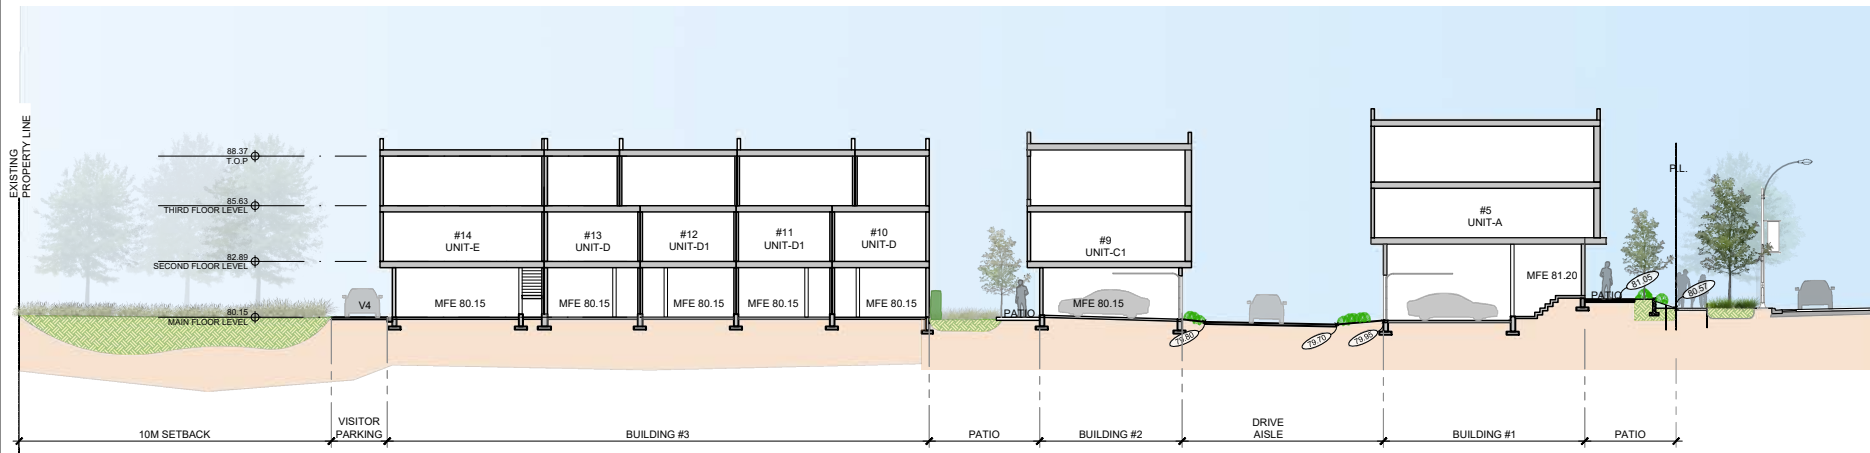 EXISTING
PROPERTY LINE
88.37
T.O.P
85.63
THIRD FLOOR LEVEL
82.89
SECOND FLOOR LEVEL
80.15
MAIN FLOOR LEVEL
V4
#14
UNIT-E
#13
UNIT-D
#12
UNIT-D1
#11
UNIT-D1
#10
UNIT-D
MFE 80.15
MFE 80.15
MFE 80.15
MFE 80.15
MFE 80.15
PATIO
#9
UNIT-C1
MFE 80.15
79.80
79.70
79.95
#5
UNIT-A
MFE 81.20
PATIO
81.05
80.57
P.L.
10M SETBACK
VISITOR
PARKING
BUILDING #3
PATIO
BUILDING #2
DRIVE
AISLE
BUILDING #1
PATIO